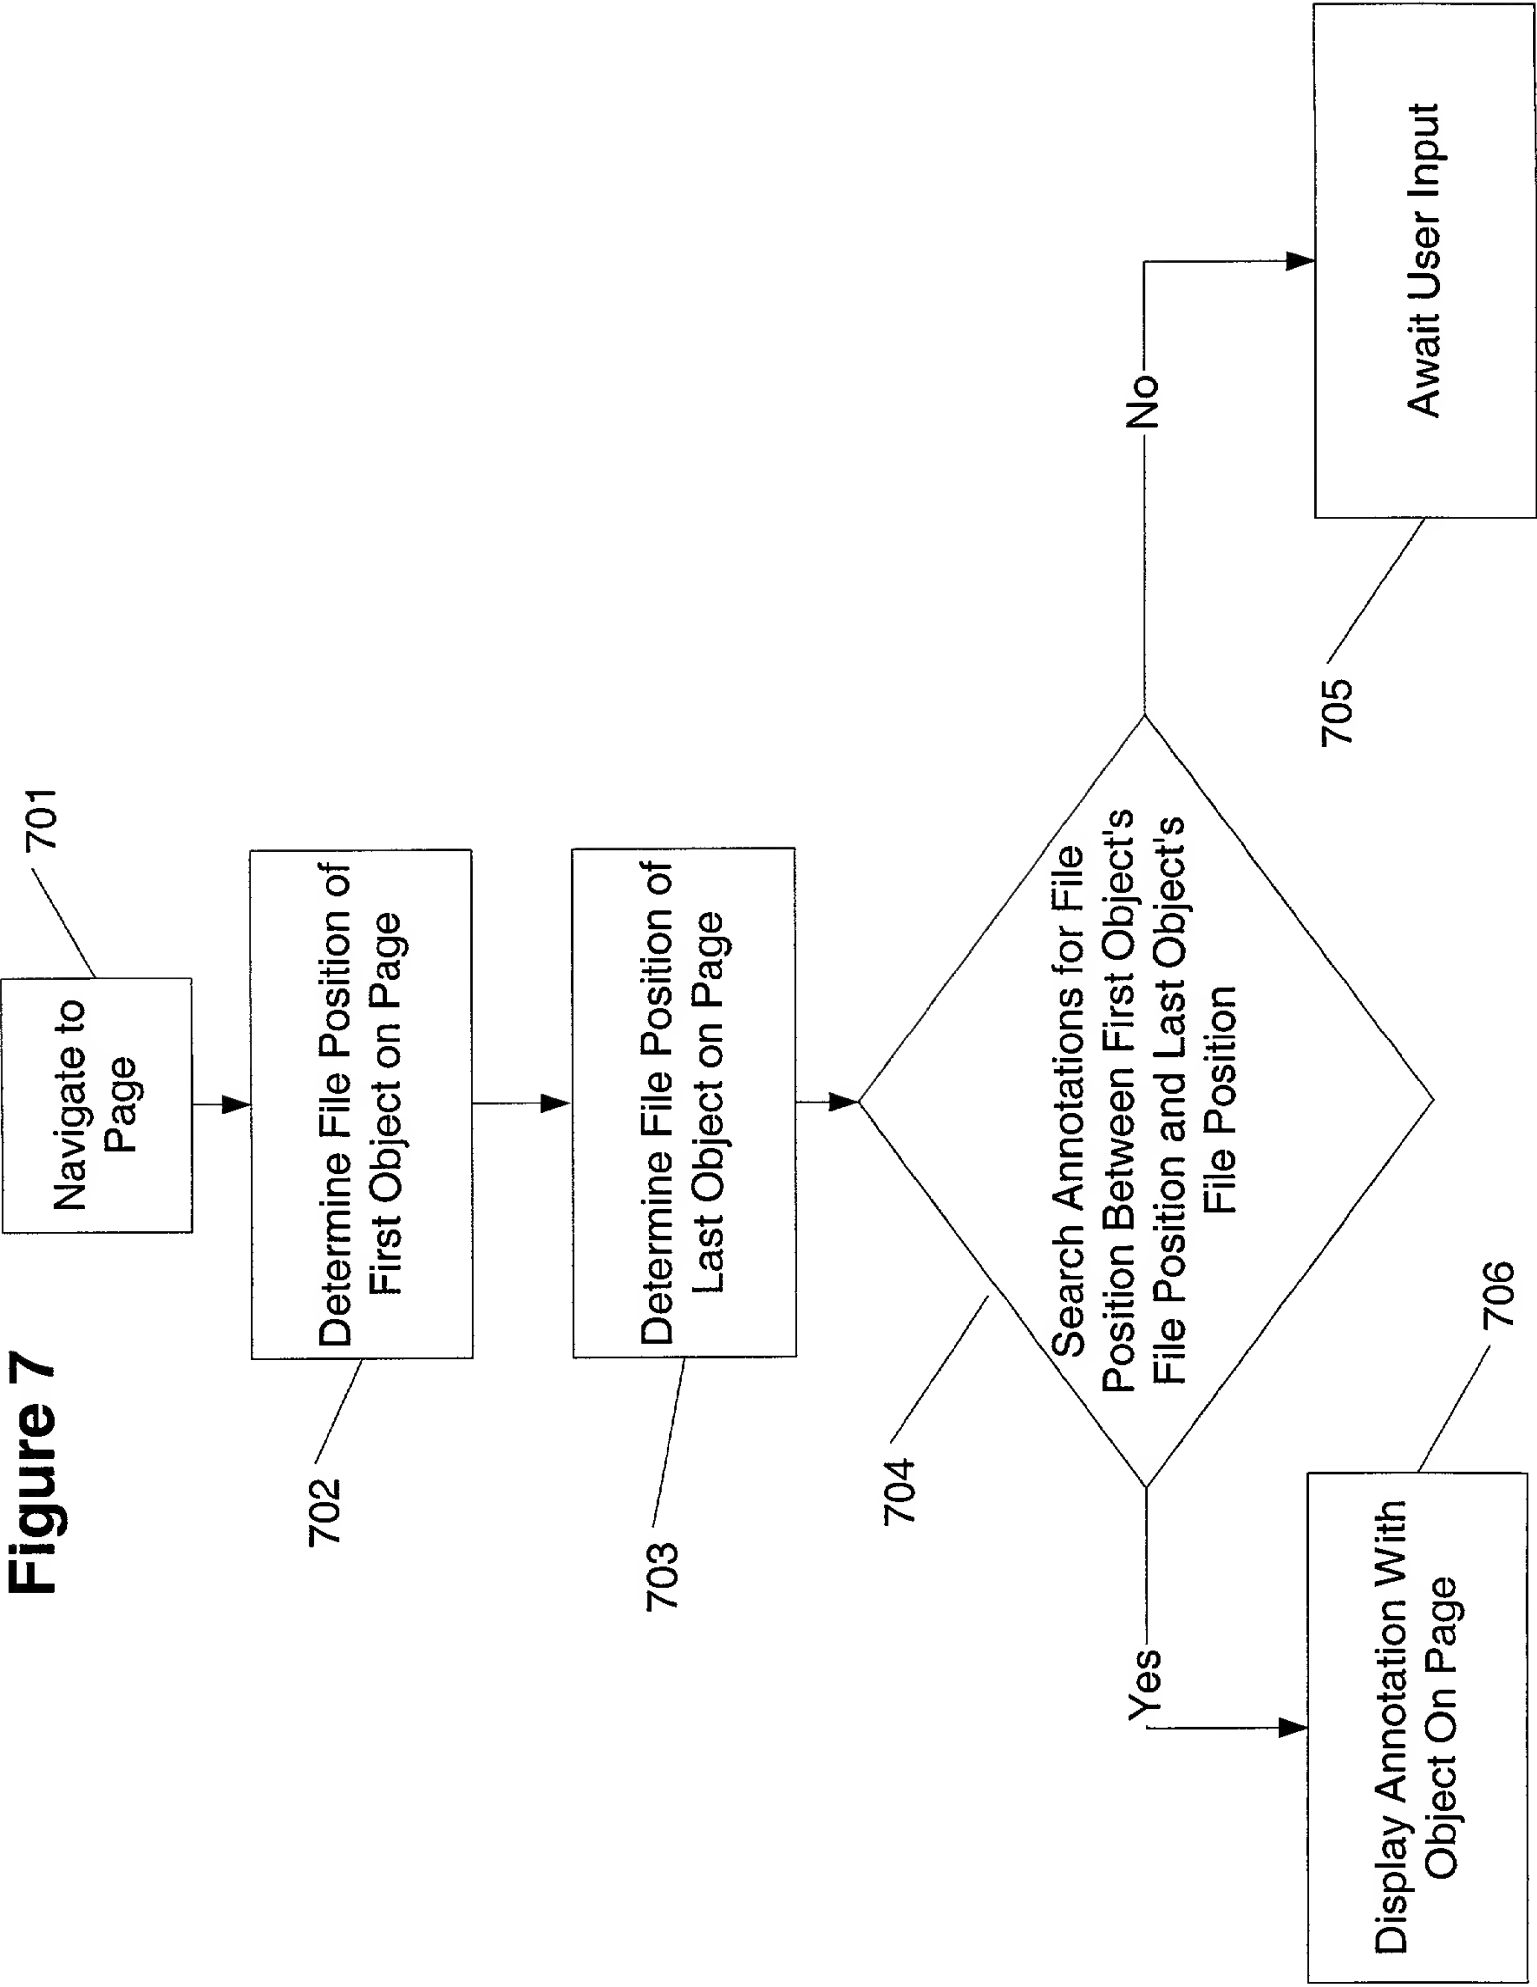 Figure 7
701
Navigate to
Page
702
Determine File Position of
First Object on Page
703
Determine File Position of
Last Object on Page
704
Search Annotations for File
Position Between First Object's
File Position and Last Object's
File Position
Yes
No
706
Display Annotation With
Object On Page
705
Await User Input